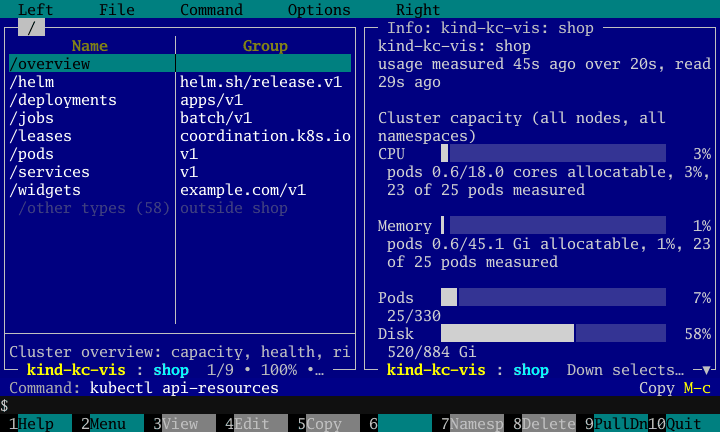 Left File Command Options Right
/
Name Group
/overview
/helm helm.sh/release.v1
/deployments apps/v1
/jobs batch/v1
/leases coordination.k8s.io
/pods v1
/services v1
/widgets example.com/v1
/other types (58) outside shop
Cluster overview: capacity, health, ri
kind-kc-vis : shop 1/9 • 100% •…
Info: kind-kc-vis: shop
kind-kc-vis: shop
usage measured 45s ago over 20s, read
29s ago
Cluster capacity (all nodes, all
namespaces)
CPU 3%
pods 0.6/18.0 cores allocatable, 3%,
23 of 25 pods measured
Memory 1%
pods 0.6/45.1 Gi allocatable, 1%, 23
of 25 pods measured
Pods 7%
25/330
Disk 58%
520/884 Gi
kind-kc-vis : shop Down selects… ▼
Command: kubectl api-resources Copy M-c
$
1Help 2Menu 3View 4Edit 5Copy 6 7Namesp 8Delete 9PullDn 10Quit